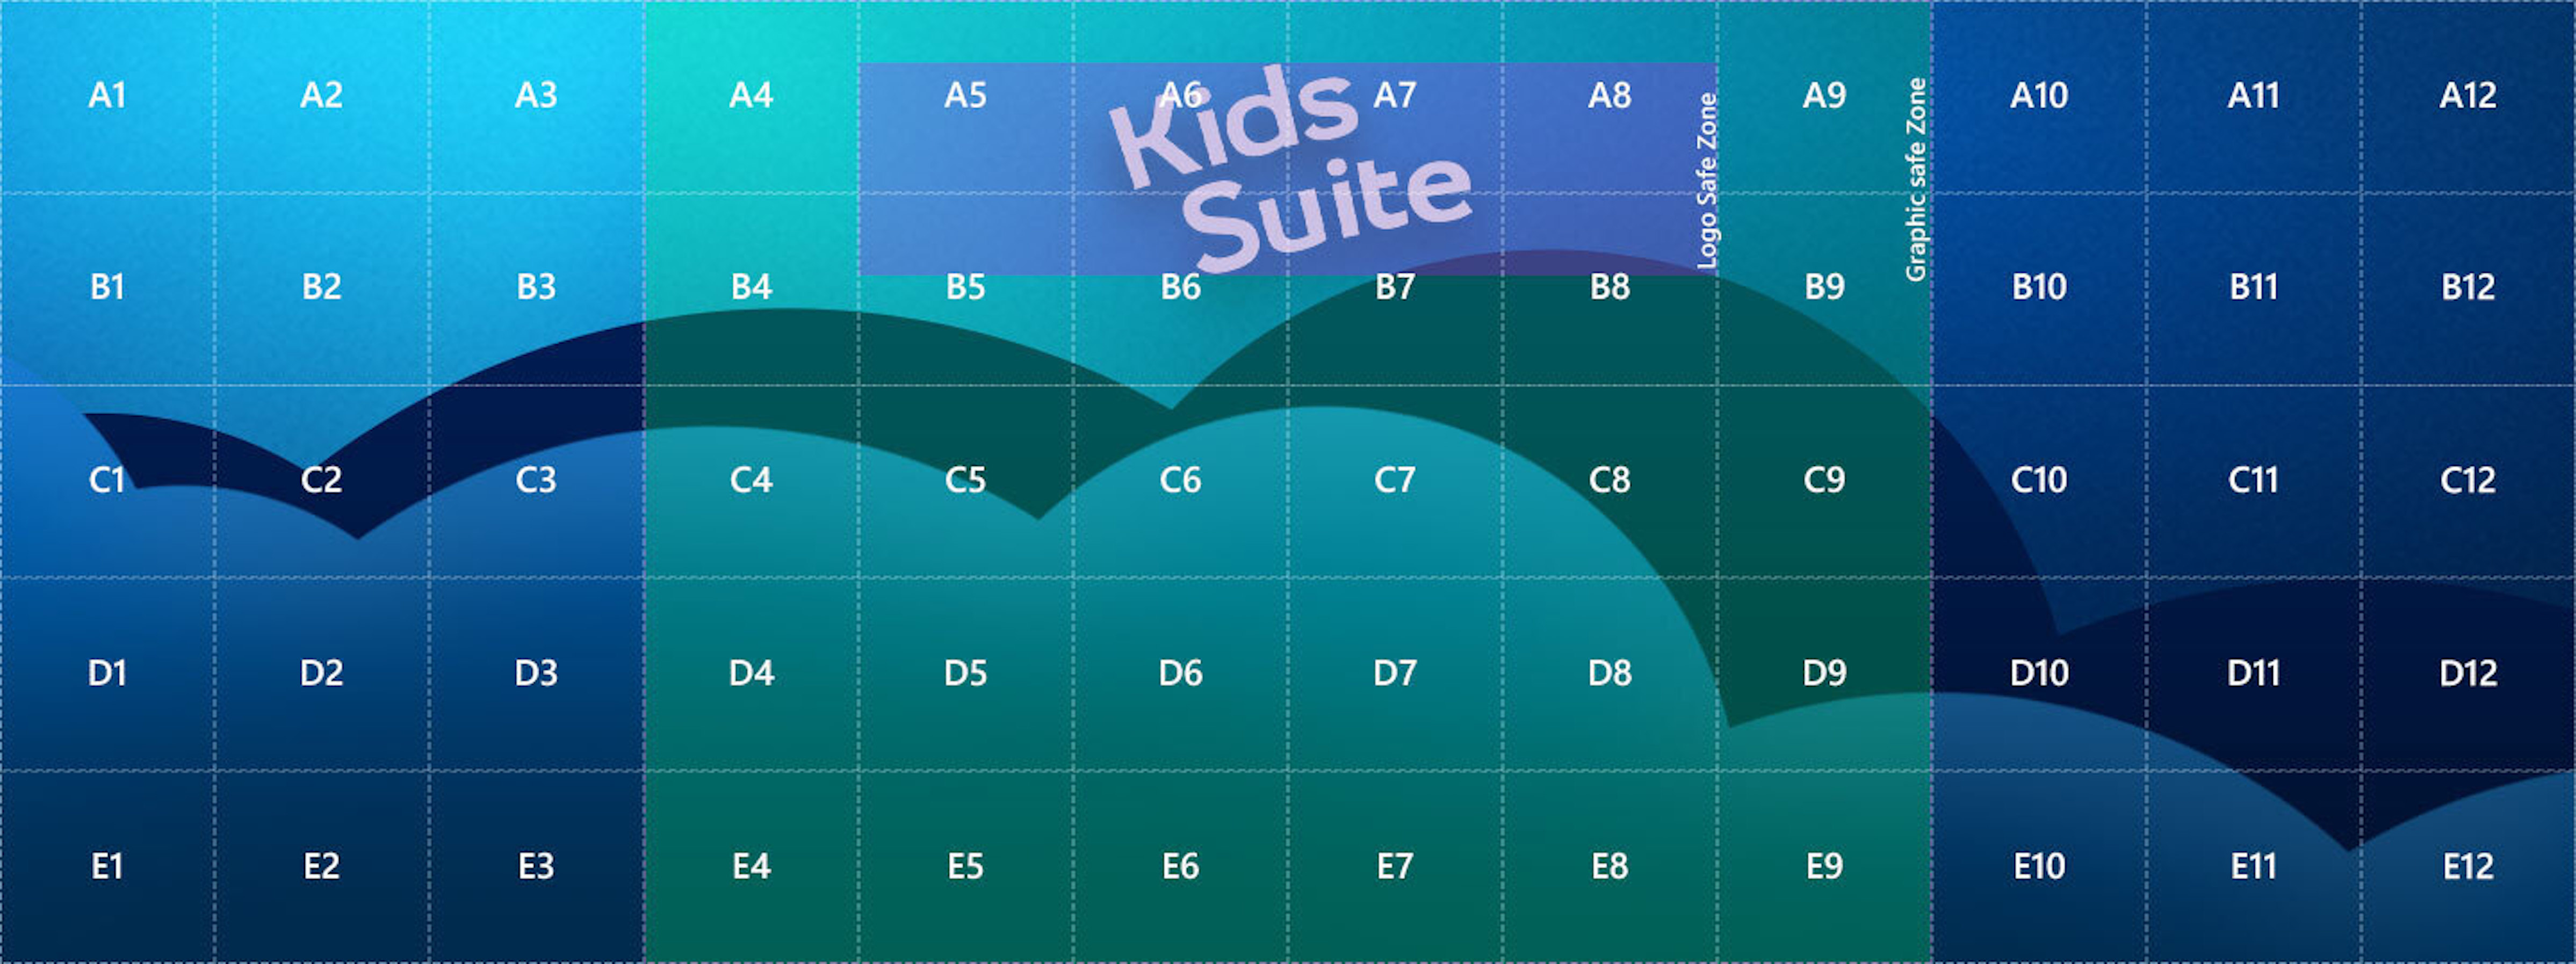 A1 A2 A3 A4 A5 A6 A7 A8 A9 A10 A11 A12
Kids
Suite
Logo Safe Zone
Graphic safe Zone
B1 B2 B3 B4 B5 B6 B7 B8 B9 B10 B11 B12
C1 C2 C3 C4 C5 C6 C7 C8 C9 C10 C11 C12
D1 D2 D3 D4 D5 D6 D7 D8 D9 D10 D11 D12
E1 E2 E3 E4 E5 E6 E7 E8 E9 E10 E11 E12